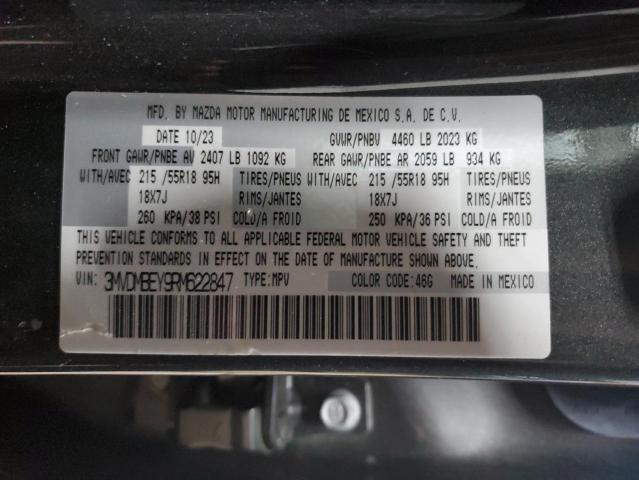 MFD. BY MAZDA MOTOR MANUFACTURING DE MEXICO S.A. DE C.V.
DATE 10/23 GVWR/PNBV 4460 LB 2023 KG
FRONT GAWR/PNBE AV 2407 LB 1092 KG REAR GAWR/PNBE AR 2059 LB 934 KG
WITH/AVEC 215 /55R18 95H TIRES/PNEUS WITH/AVEC 215 /55R18 95H TIRES/PNEUS
18X7J RIMS/JANTES 18X7J RIMS/JANTES
260 KPA/38 PSI COLD/A FROID 250 KPA/36 PSI COLD/A FROID
THIS VEHICLE CONFORMS TO ALL APPLICABLE FEDERAL MOTOR VEHICLE SAFETY AND THEFT
PREVENTION STANDARDS IN EFFECT ON THE DATE OF MANUFACTURE SHOWN ABOVE.
VIN: 3MVDMBEY9RM622847 TYPE:MPV COLOR CODE:46G MADE IN MEXICO